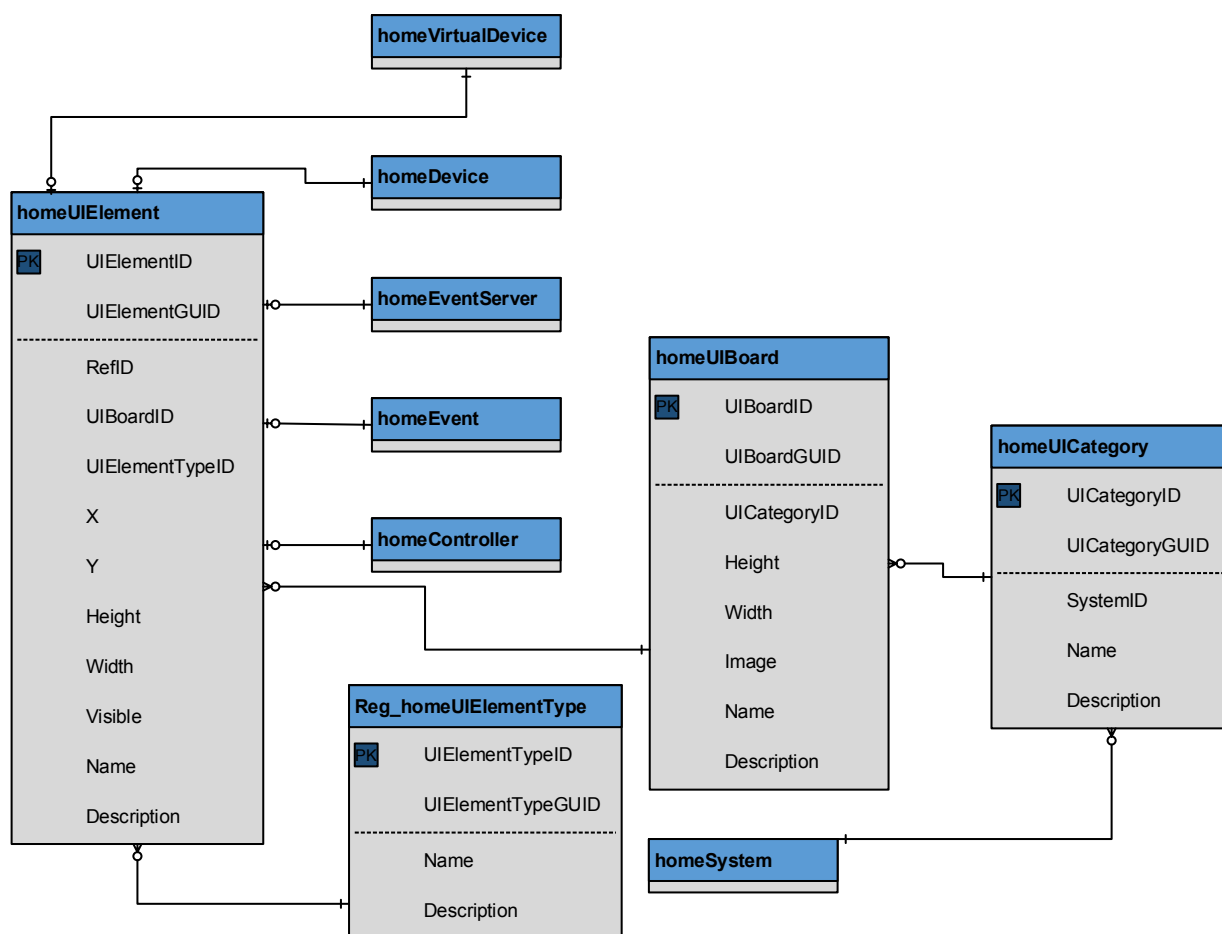 homeVirtualDevice
homeDevice
homeUIElement
PK UIElementID
UIElementGUID
RefID
UIBoardID
UIElementTypeID
X
Y
Height
Width
Visible
Name
Description
homeEventServer
homeEvent
homeController
Reg_homeUIElementType
PK UIElementTypeID
UIElementTypeGUID
Name
Description
homeUIBoard
PK UIBoardID
UIBoardGUID
UICategoryID
Height
Width
Image
Name
Description
homeUICategory
PK UICategoryID
UICategoryGUID
SystemID
Name
Description
homeSystem